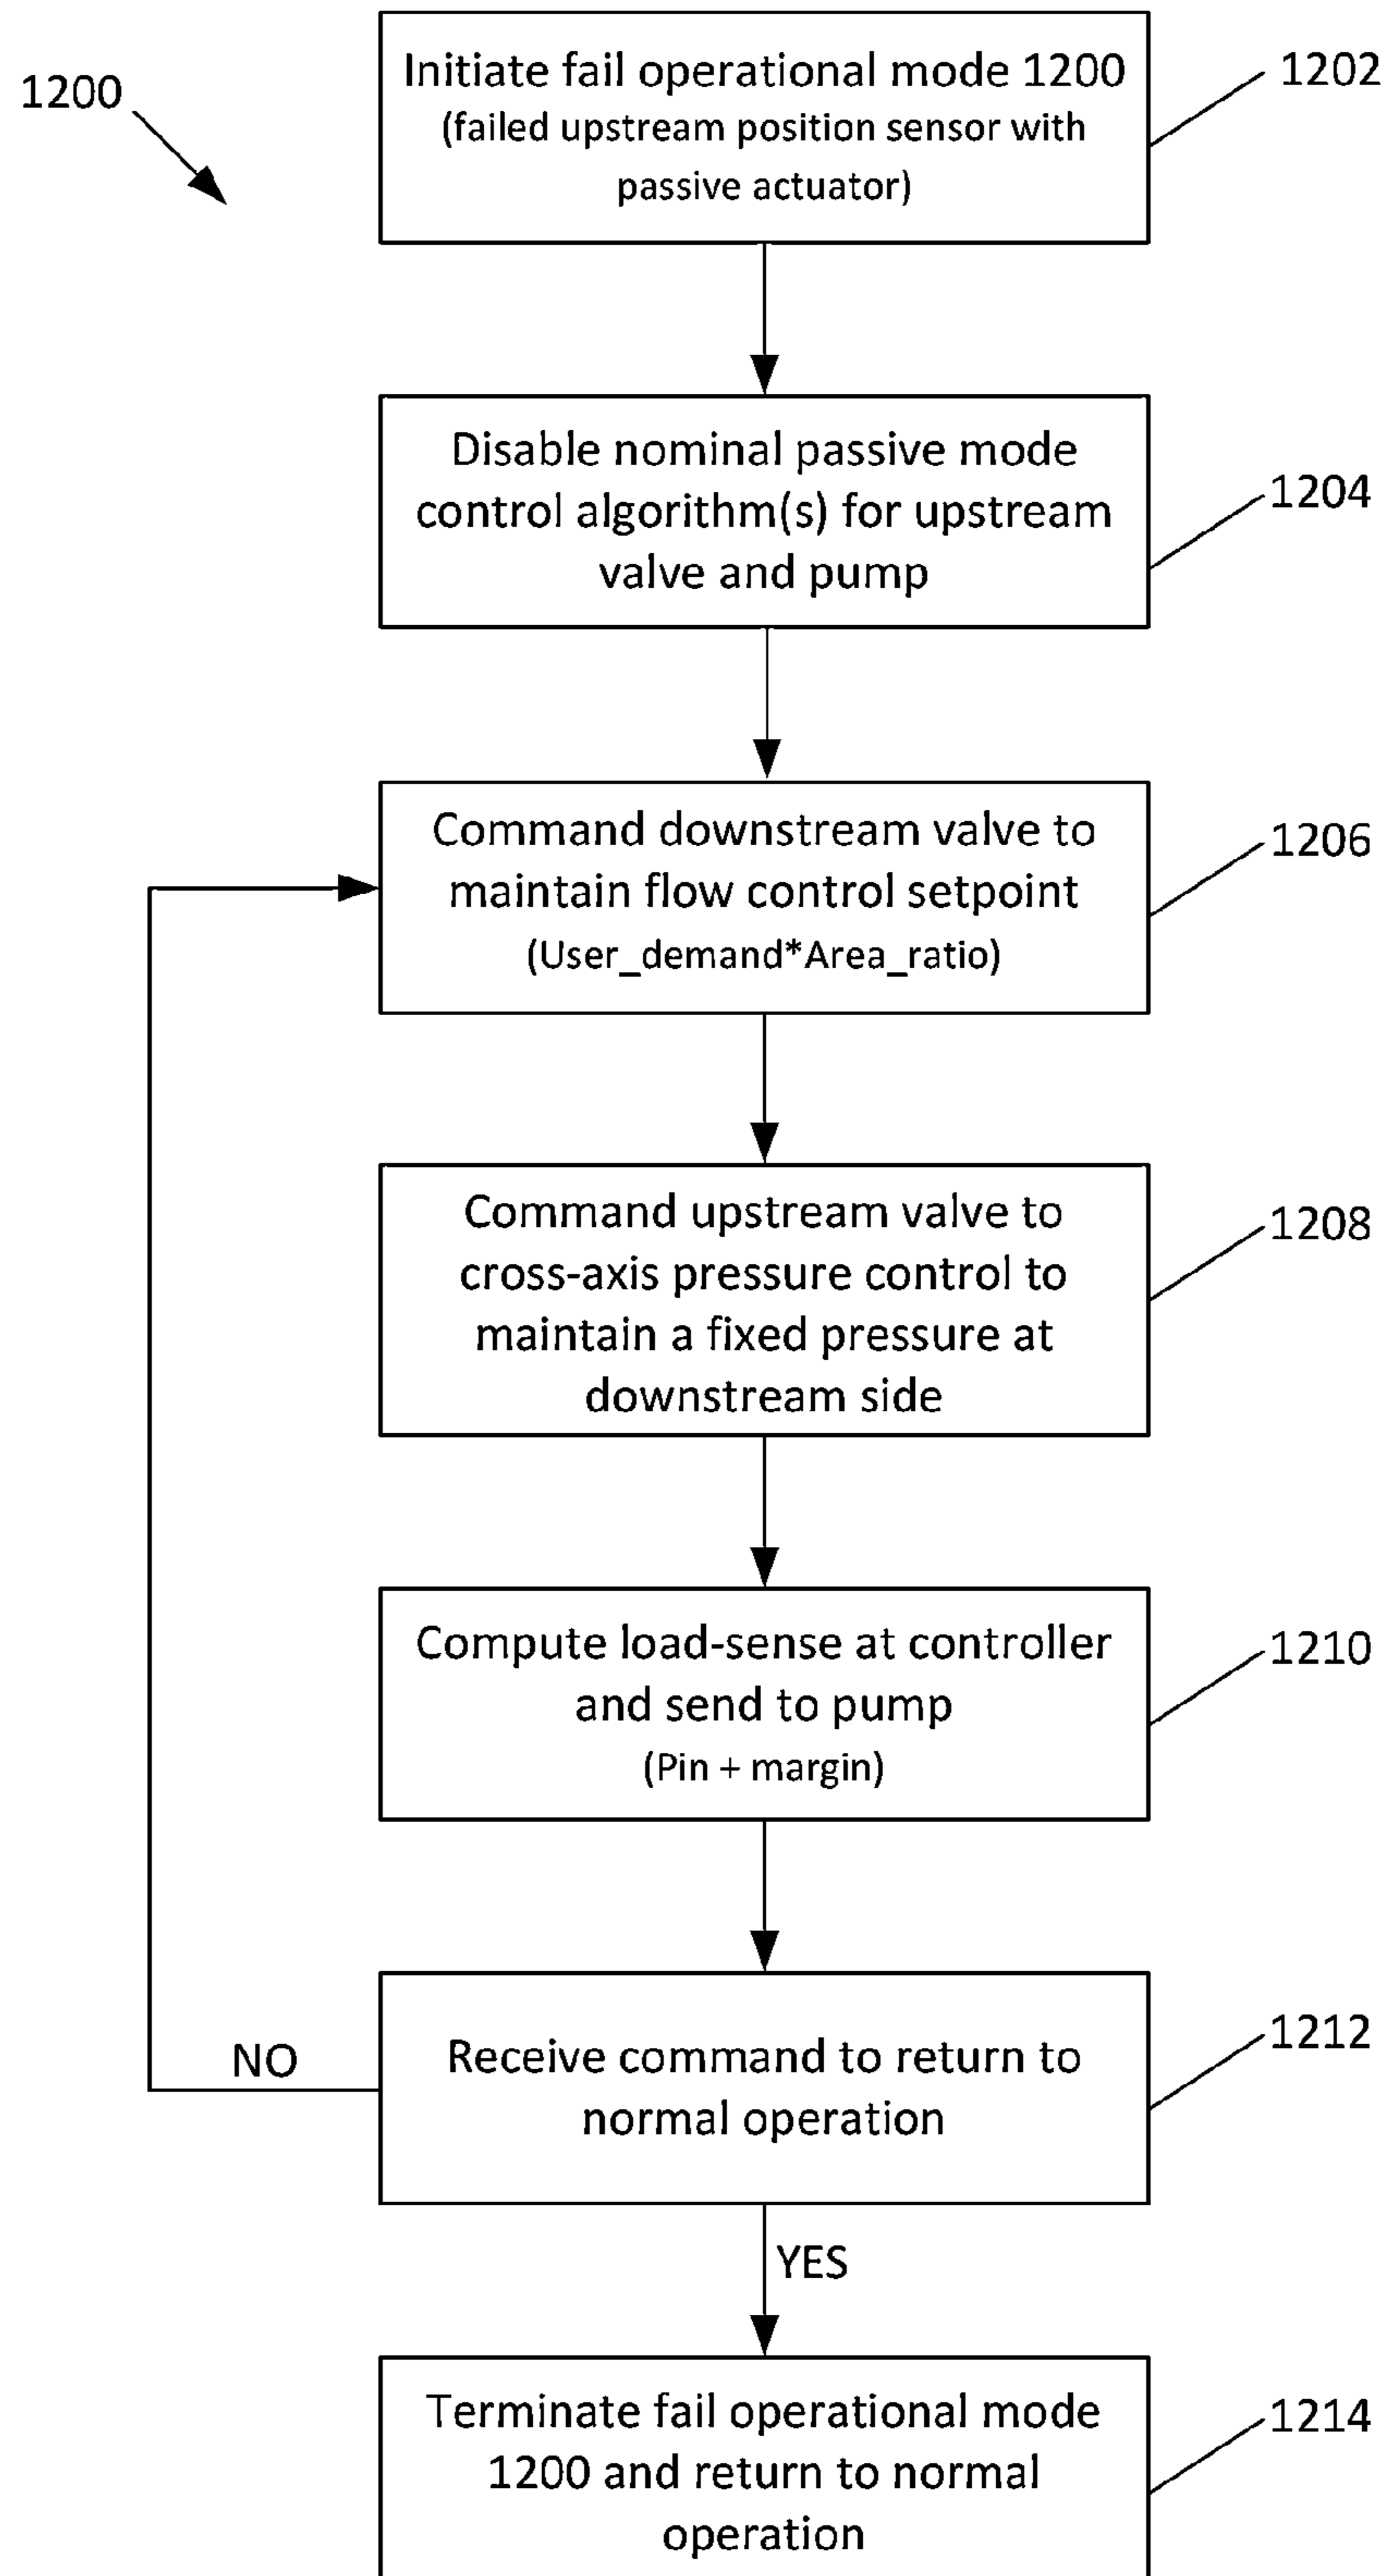 1200
Initiate fail operational mode 1200
(failed upstream position sensor with
passive actuator)
1202
Disable nominal passive mode
control algorithm(s) for upstream
valve and pump
1204
Command downstream valve to
maintain flow control setpoint
(User_demand*Area_ratio)
1206
Command upstream valve to
cross-axis pressure control to
maintain a fixed pressure at
downstream side
1208
Compute load-sense at controller
and send to pump
(Pin + margin)
1210
Receive command to return to
normal operation
1212
NO
YES
Terminate fail operational mode
1200 and return to normal
operation
1214